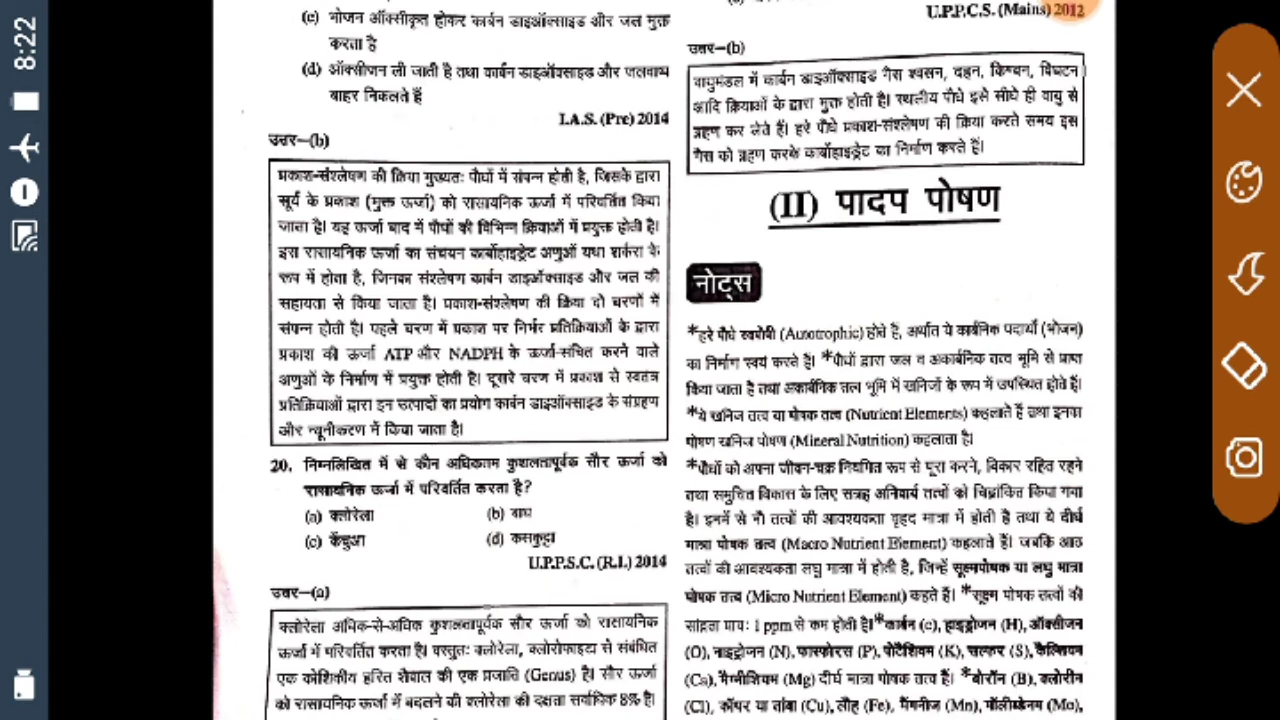 8:22
(c) भोजन ऑक्सीकृत होकर कार्बन डाइऑक्साइड और जल मुक्त
करता है
(d) ऑक्सीजन ली जाती है तथा कार्बन डाइऑक्साइड और जलवाष्प
बाहर निकलते हैं
I.A.S. (Pre) 2014
उत्तर—(b)
प्रकाश-संश्लेषण की क्रिया मुख्यतः पौधों में संपन्न होती है, जिसके द्वारा
सूर्य के प्रकाश (मुक्त ऊर्जा) को रासायनिक ऊर्जा में परिवर्तित किया
जाता है। यह ऊर्जा बाद में पौधों की विभिन्न क्रियाओं में प्रयुक्त होती है।
इस रासायनिक ऊर्जा का संचयन कार्बोहाइड्रेट अणुओं यथा शर्करा के
रूप में होता है, जिनका संश्लेषण कार्बन डाइऑक्साइड और जल की
सहायता से किया जाता है। प्रकाश-संश्लेषण की क्रिया दो चरणों में
संपन्न होती है। पहले चरण में प्रकाश पर निर्भर प्रतिक्रियाओं के द्वारा
प्रकाश की ऊर्जा ATP और NADPH के ऊर्जा-संचित करने वाले
अणुओं के निर्माण में प्रयुक्त होती है। दूसरे चरण में प्रकाश से स्वतंत्र
प्रतिक्रियाओं द्वारा इन उत्पादों का प्रयोग कार्बन डाइऑक्साइड के संग्रहण
और न्यूनीकरण में किया जाता है।
20. निम्नलिखित में से कौन अधिकतम कुशलतापूर्वक सौर ऊर्जा को
रासायनिक ऊर्जा में परिवर्तित करता है?
(a) क्लोरेला (b) बाघ
(c) केंचुआ (d) कसकुटा
U.P.P.S.C. (R.I.) 2014
उत्तर—(a)
क्लोरेला अधिक-से-अधिक कुशलतापूर्वक सौर ऊर्जा को रासायनिक
ऊर्जा में परिवर्तित करता है। वस्तुतः क्लोरेला, क्लोरोफाइटा से संबंधित
एक कोशिकीय हरित शैवाल की एक प्रजाति (Genus) है। सौर ऊर्जा
को रासायनिक ऊर्जा में बदलने की क्लोरेला की दक्षता सर्वाधिक 8% है।
U.P.P.C.S. (Mains) 2012
उत्तर—(b)
वायुमंडल में कार्बन डाइऑक्साइड गैस श्वसन, दहन, किण्वन, विघटन
आदि क्रियाओं के द्वारा मुक्त होती है। स्थलीय पौधे इसे सीधे ही वायु से
ग्रहण कर लेते हैं। हरे पौधे प्रकाश-संश्लेषण की क्रिया करते समय इस
गैस को ग्रहण करके कार्बोहाइड्रेट का निर्माण करते हैं।
(II) पादप पोषण
नोट्स
*हरे पौधे स्वपोषी (Autotrophic) होते हैं, अर्थात ये कार्बनिक पदार्थों (भोजन)
का निर्माण स्वयं करते हैं। *पौधों द्वारा जल व अकार्बनिक तत्व भूमि से प्राप्त
किया जाता है तथा अकार्बनिक तत्व भूमि में खनिजों के रूप में उपस्थित होते हैं।
*ये खनिज तत्व या पोषक तत्व (Nutrient Elements) कहलाते हैं तथा इनका
पोषण खनिज पोषण (Mineral Nutrition) कहलाता है।
*पौधों को अपना जीवन-चक्र नियमित रूप से पूरा करने, विकार रहित रहने
तथा समुचित विकास के लिए सत्रह अनिवार्य तत्वों को चिह्नांकित किया गया
है। इनमें से नौ तत्वों की आवश्यकता वृहद मात्रा में होती है तथा ये दीर्घ
मात्रा पोषक तत्व (Macro Nutrient Element) कहलाते हैं। जबकि आठ
तत्वों की आवश्यकता लघु मात्रा में होती है, जिन्हें सूक्ष्मपोषक या लघु मात्रा
पोषक तत्व (Micro Nutrient Element) कहते हैं। *सूक्ष्म पोषक तत्वों की
सांद्रता प्रायः 1 ppm से कम होती है। *कार्बन (c), हाइड्रोजन (H), ऑक्सीजन
(O), नाइट्रोजन (N), फास्फोरस (P), पोटैशियम (K), सल्फर (S), कैल्शियम
(Ca), मैग्नीशियम (Mg) दीर्घ मात्रा पोषक तत्व हैं। *बोरॉन (B), क्लोरीन
(Cl), कॉपर या तांबा (Cu), लौह (Fe), मैंगनीज (Mn), मॉलीब्डेनम (Mo),